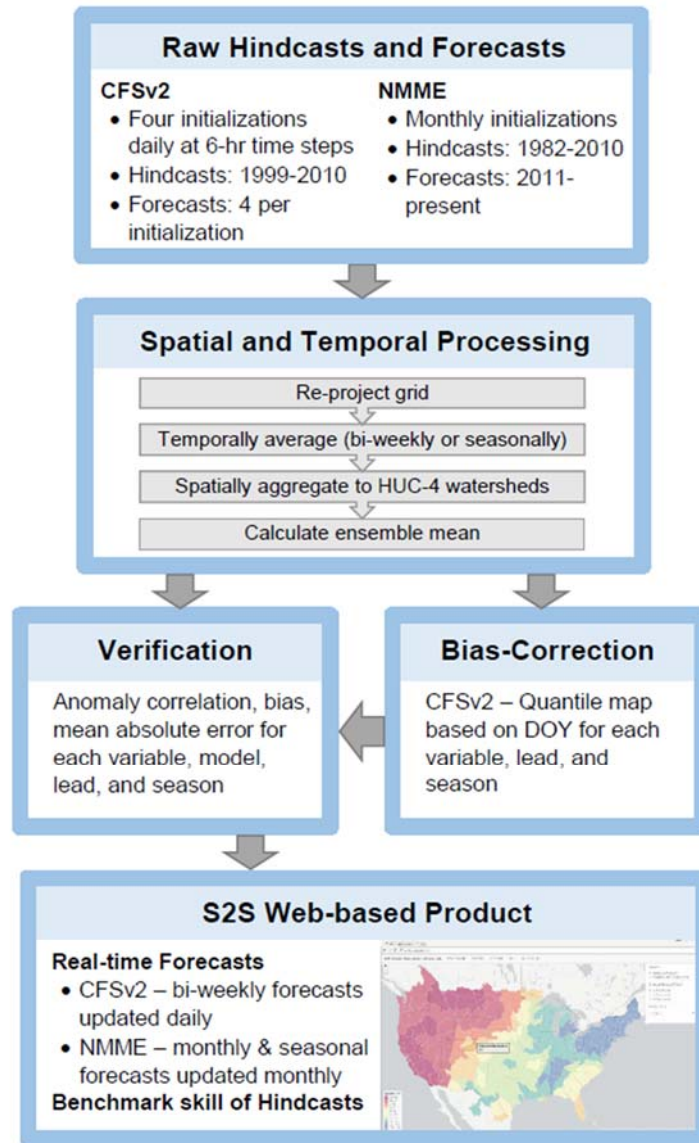 Raw Hindcasts and Forecasts
CFSv2
• Four initializations
daily at 6-hr time steps
• Hindcasts: 1999-2010
• Forecasts: 4 per
initialization
NMME
• Monthly initializations
• Hindcasts: 1982-2010
• Forecasts: 2011-
present
Spatial and Temporal Processing
Re-project grid
Temporally average (bi-weekly or seasonally)
Spatially aggregate to HUC-4 watersheds
Calculate ensemble mean
Verification
Anomaly correlation, bias,
mean absolute error for
each variable, model,
lead, and season
Bias-Correction
CFSv2 – Quantile map
based on DOY for each
variable, lead, and
season
S2S Web-based Product
Real-time Forecasts
• CFSv2 – bi-weekly forecasts
updated daily
• NMME – monthly & seasonal
forecasts updated monthly
Benchmark skill of Hindcasts